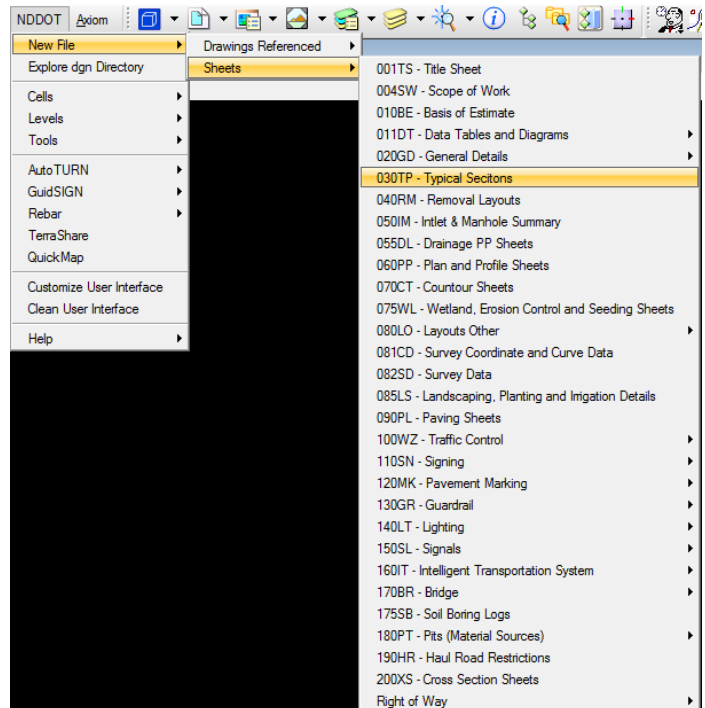 NDDOT Axiom
New File
Explore dgn Directory
Cells
Levels
Tools
AutoTURN
GuidSIGN
Rebar
TerraShare
QuickMap
Customize User Interface
Clean User Interface
Help
Drawings Referenced
Sheets
001TS - Title Sheet
004SW - Scope of Work
010BE - Basis of Estimate
011DT - Data Tables and Diagrams
020GD - General Details
030TP - Typical Secitons
040RM - Removal Layouts
050IM - Intlet & Manhole Summary
055DL - Drainage PP Sheets
060PP - Plan and Profile Sheets
070CT - Countour Sheets
075WL - Wetland, Erosion Control and Seeding Sheets
080LO - Layouts Other
081CD - Survey Coordinate and Curve Data
082SD - Survey Data
085LS - Landscaping, Planting and Irrigation Details
090PL - Paving Sheets
100WZ - Traffic Control
110SN - Signing
120MK - Pavement Marking
130GR - Guardrail
140LT - Lighting
150SL - Signals
160IT - Intelligent Transportation System
170BR - Bridge
175SB - Soil Boring Logs
180PT - Pits (Material Sources)
190HR - Haul Road Restrictions
200XS - Cross Section Sheets
Right of Way